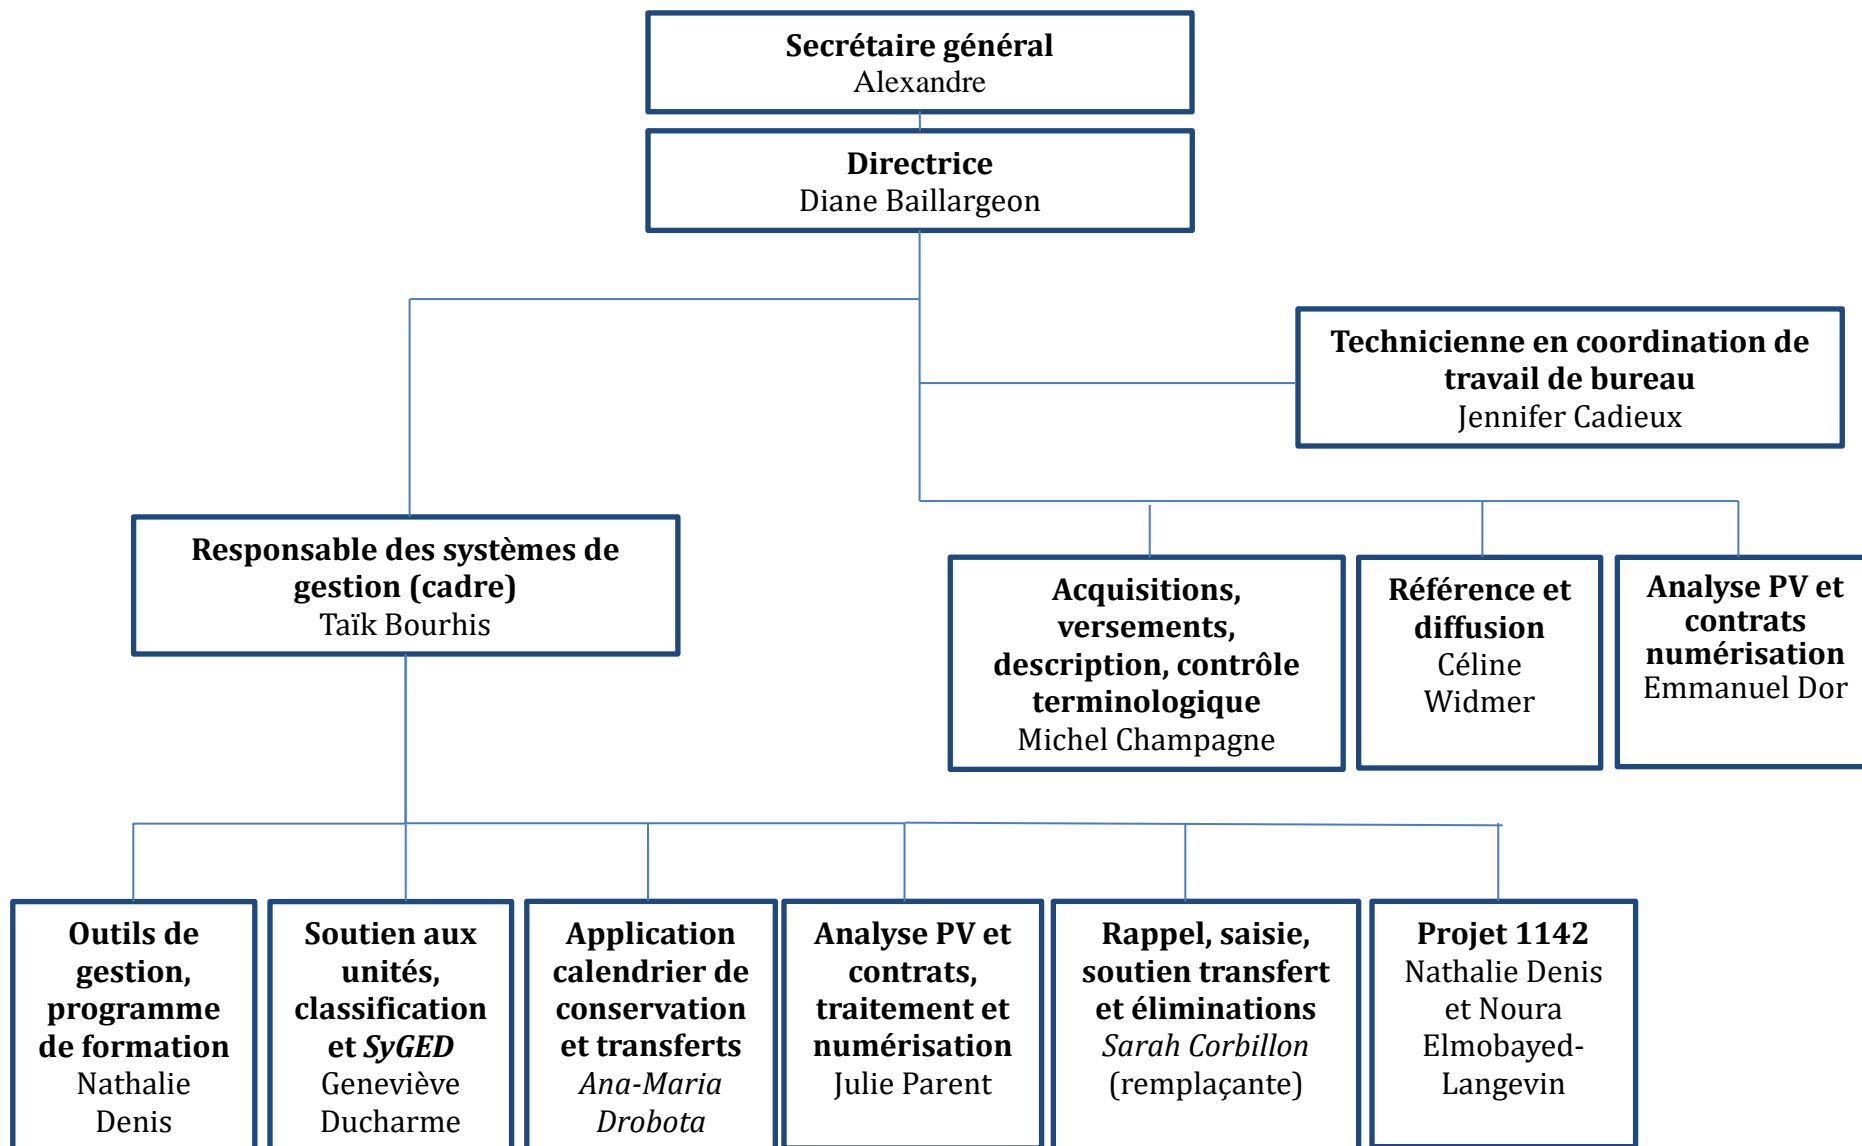 Secrétaire général
Alexandre
Directrice
Diane Baillargeon
Technicienne en coordination de
travail de bureau
Jennifer Cadieux
Responsable des systèmes de
gestion (cadre)
Taïk Bourhis
Acquisitions,
versements,
description, contrôle
terminologique
Michel Champagne
Référence et
diffusion
Céline
Widmer
Analyse PV et
contrats
numérisation
Emmanuel Dor
Outils de
gestion,
programme
de formation
Nathalie
Denis
Soutien aux
unités,
classification
et SyGED
Geneviève
Ducharme
Application
calendrier de
conservation
et transferts
Ana-Maria
Drobota
Analyse PV et
contrats,
traitement et
numérisation
Julie Parent
Rappel, saisie,
soutien transfert
et éliminations
Sarah Corbillon
(remplaçante)
Projet 1142
Nathalie Denis
et Noura
Elmobayed-
Langevin